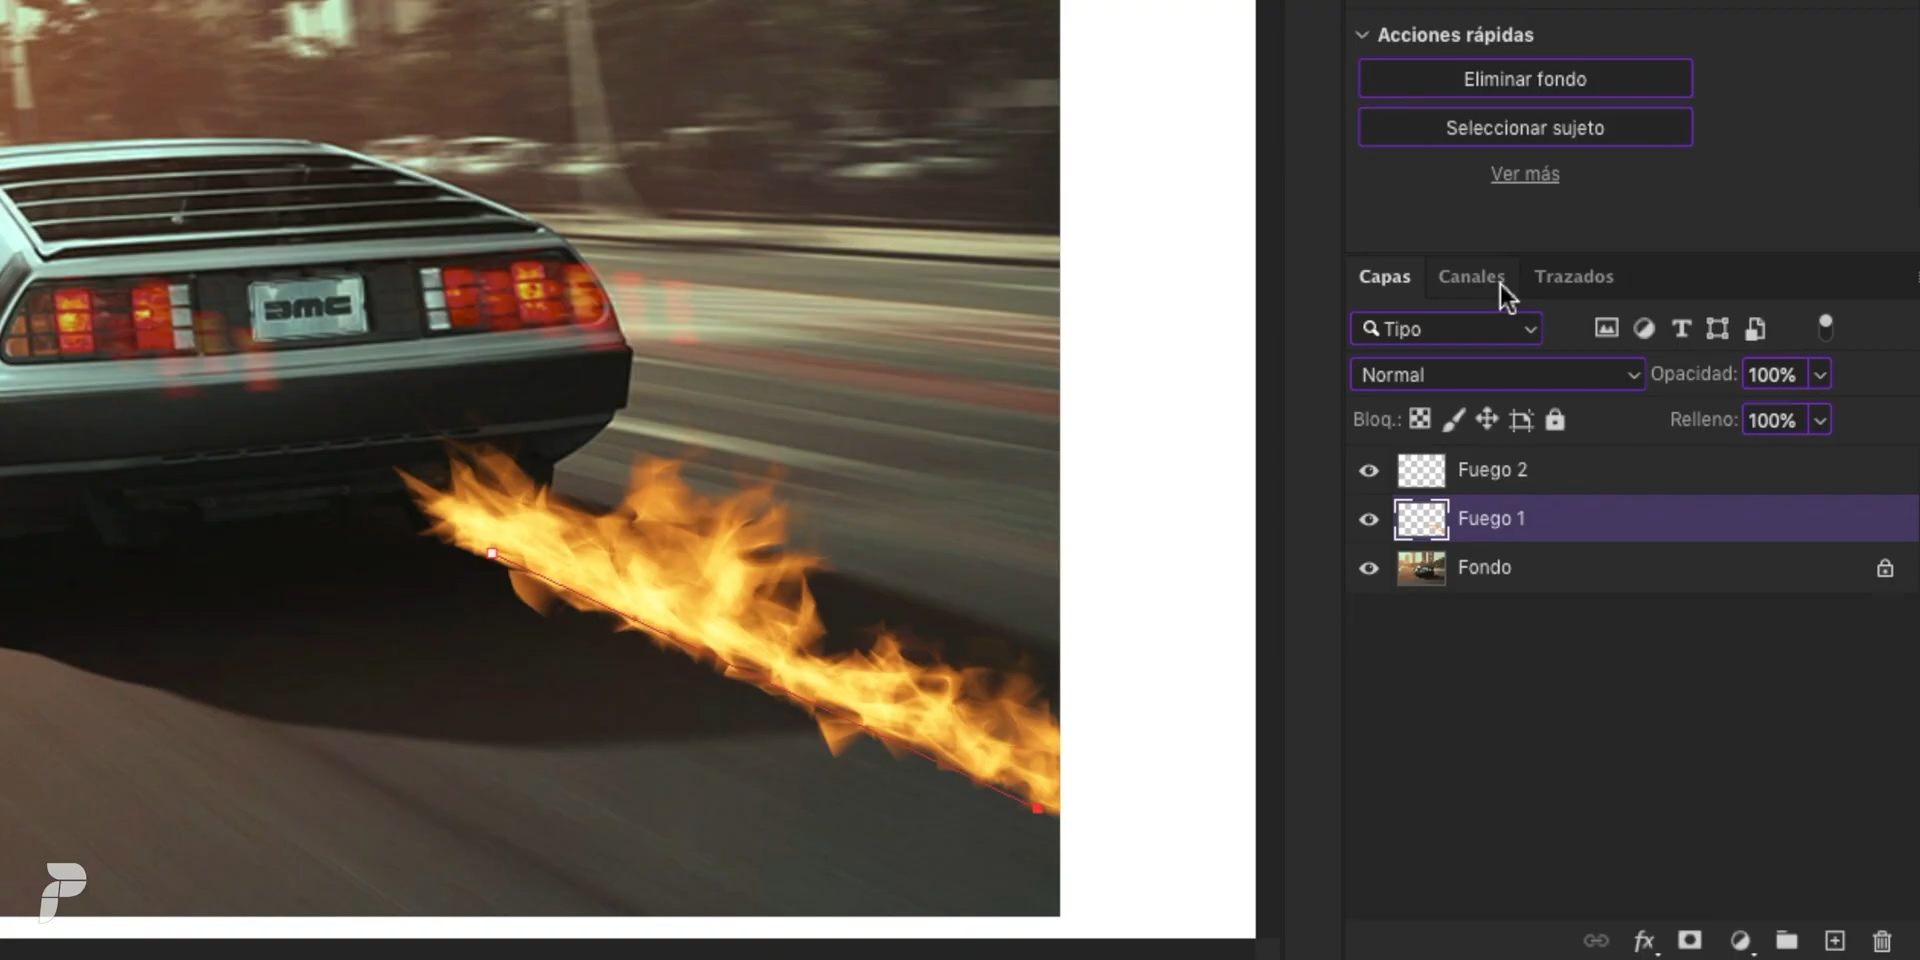 Acciones rápidas
Eliminar fondo
Seleccionar sujeto
Ver más
Capas Canales Trazados
Tipo
Normal Opacidad: 100%
Bloq.: Relleno: 100%
Fuego 2
Fuego 1
Fondo
DMC
fx